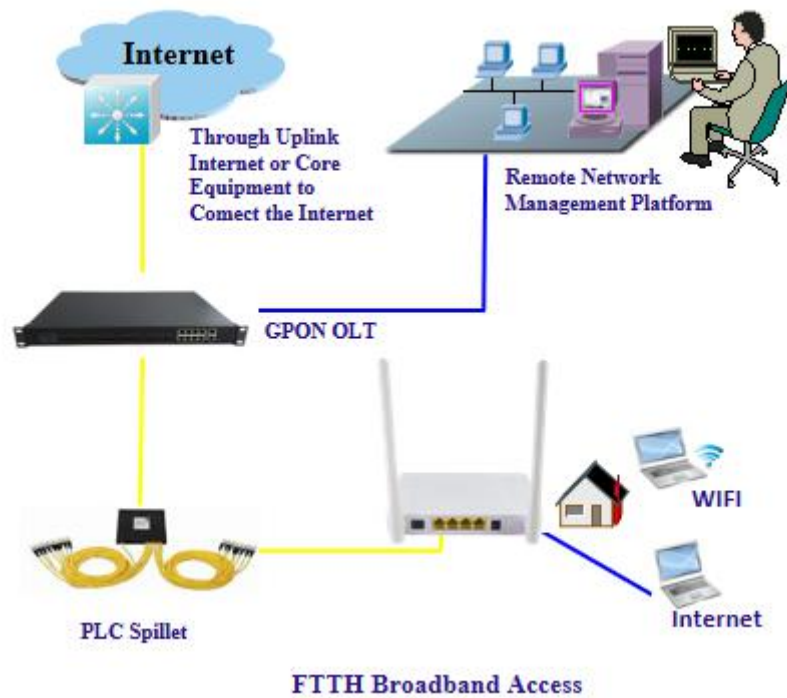 Internet
Through Uplink
Internet or Core
Equipment to
Comect the Internet
Remote Network
Management Platform
GPON OLT
WIFI
Internet
PLC Spillet
FTTH Broadband Access